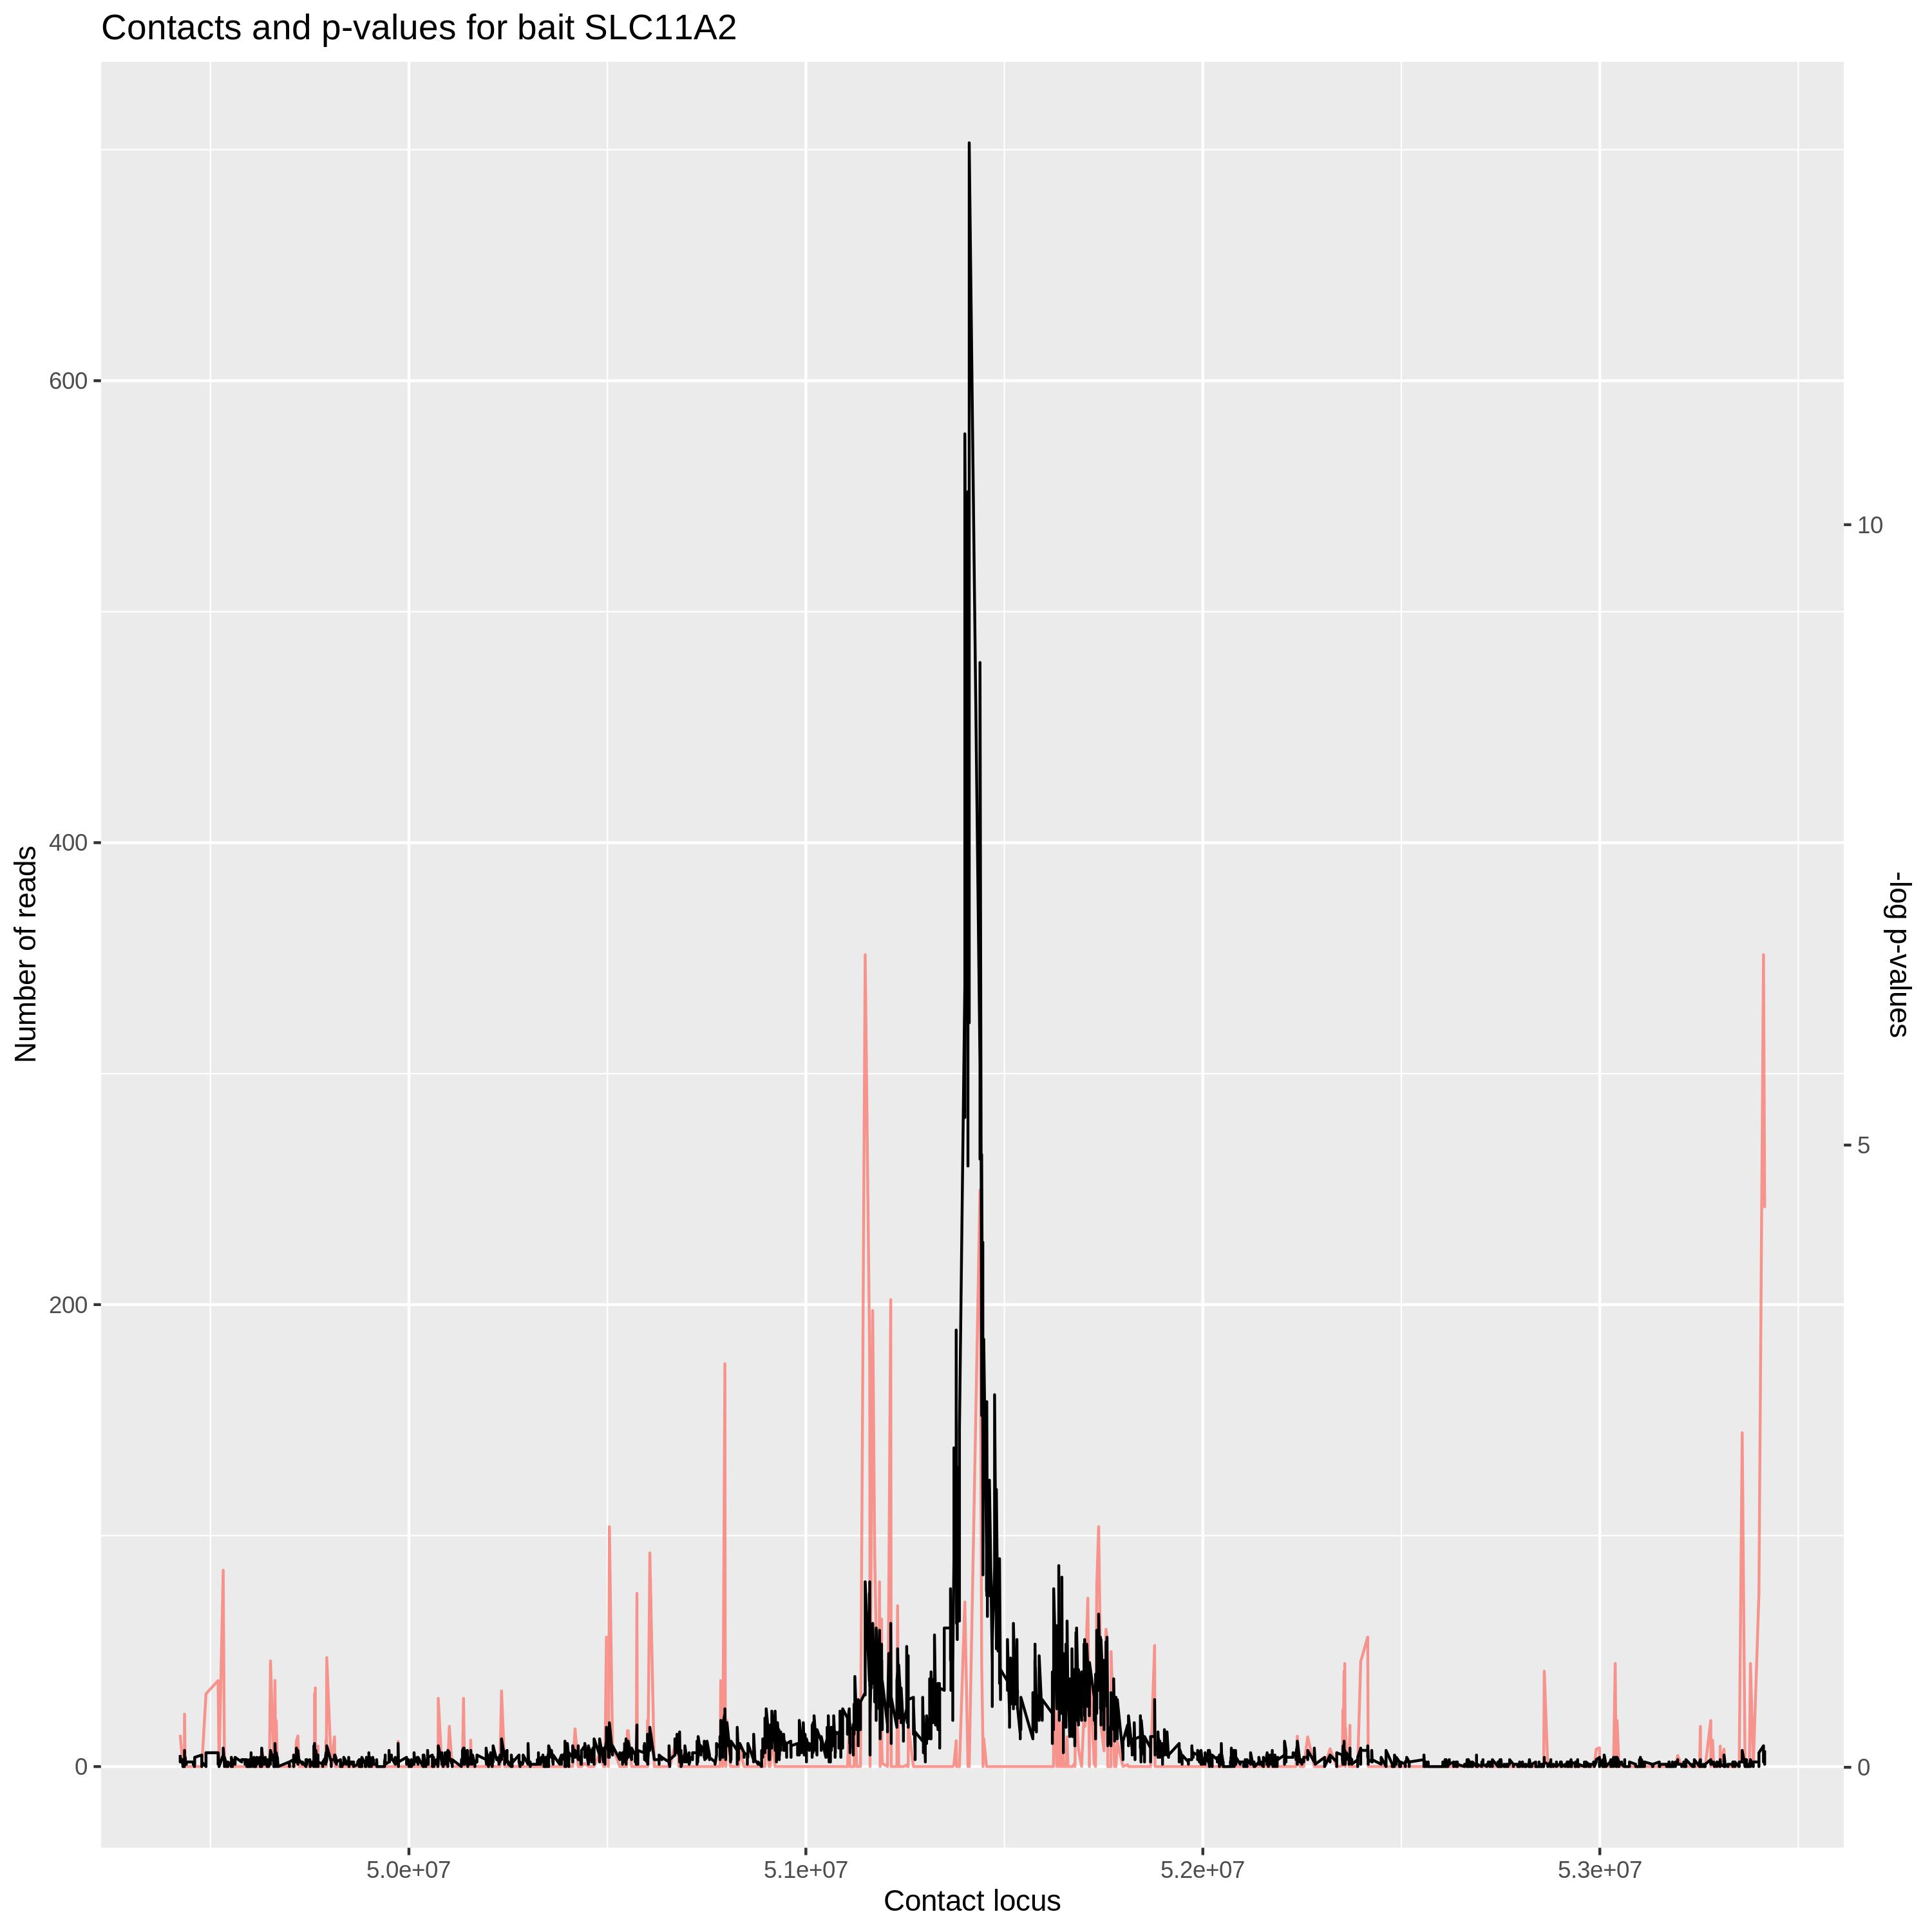 Contacts and p-values for bait SLC11A2
Number of reads
600
400
200
0
10
5
0
-log p-values
5.0e+07
5.1e+07
5.2e+07
5.3e+07
Contact locus